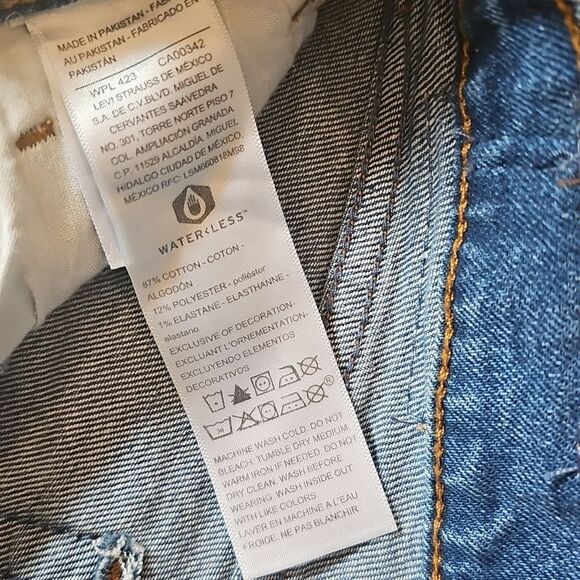 MADE IN PAKISTAN - FABRIQUÉ
AU PAKISTAN - FABRICADO EN
PAKISTÁN
WPL 423 CA00342
LEVI STRAUSS DE MÉXICO
S.A. DE C.V.BLVD. MIGUEL DE
CERVANTES SAAVEDRA
NO. 301, TORRE NORTE PISO 7
COL. AMPLIACIÓN GRANADA
C.P. 11529 ALCALDÍA, MIGUEL
HIDALGO CIUDAD DE MÉXICO,
MÉXICO RFC: LSM860818MS8
WATER<LESS™
87% COTTON - COTON -
ALGODÓN
12% POLYESTER - poliéster
1% ELASTANE - ELASTHANNE -
elastano
EXCLUSIVE OF DECORATION-
EXCLUANT L'ORNEMENTATION-
EXCLUYENDO ELEMENTOS
DECORATIVOS
MACHINE WASH COLD. DO NOT
BLEACH. TUMBLE DRY MEDIUM
WARM IRON IF NEEDED. DO NOT
DRY CLEAN. WASH BEFORE
WEARING. WASH INSIDE OUT
WITH LIKE COLORS
LAVER EN MACHINE A L'EAU
FROIDE. NE PAS BLANCHIR.